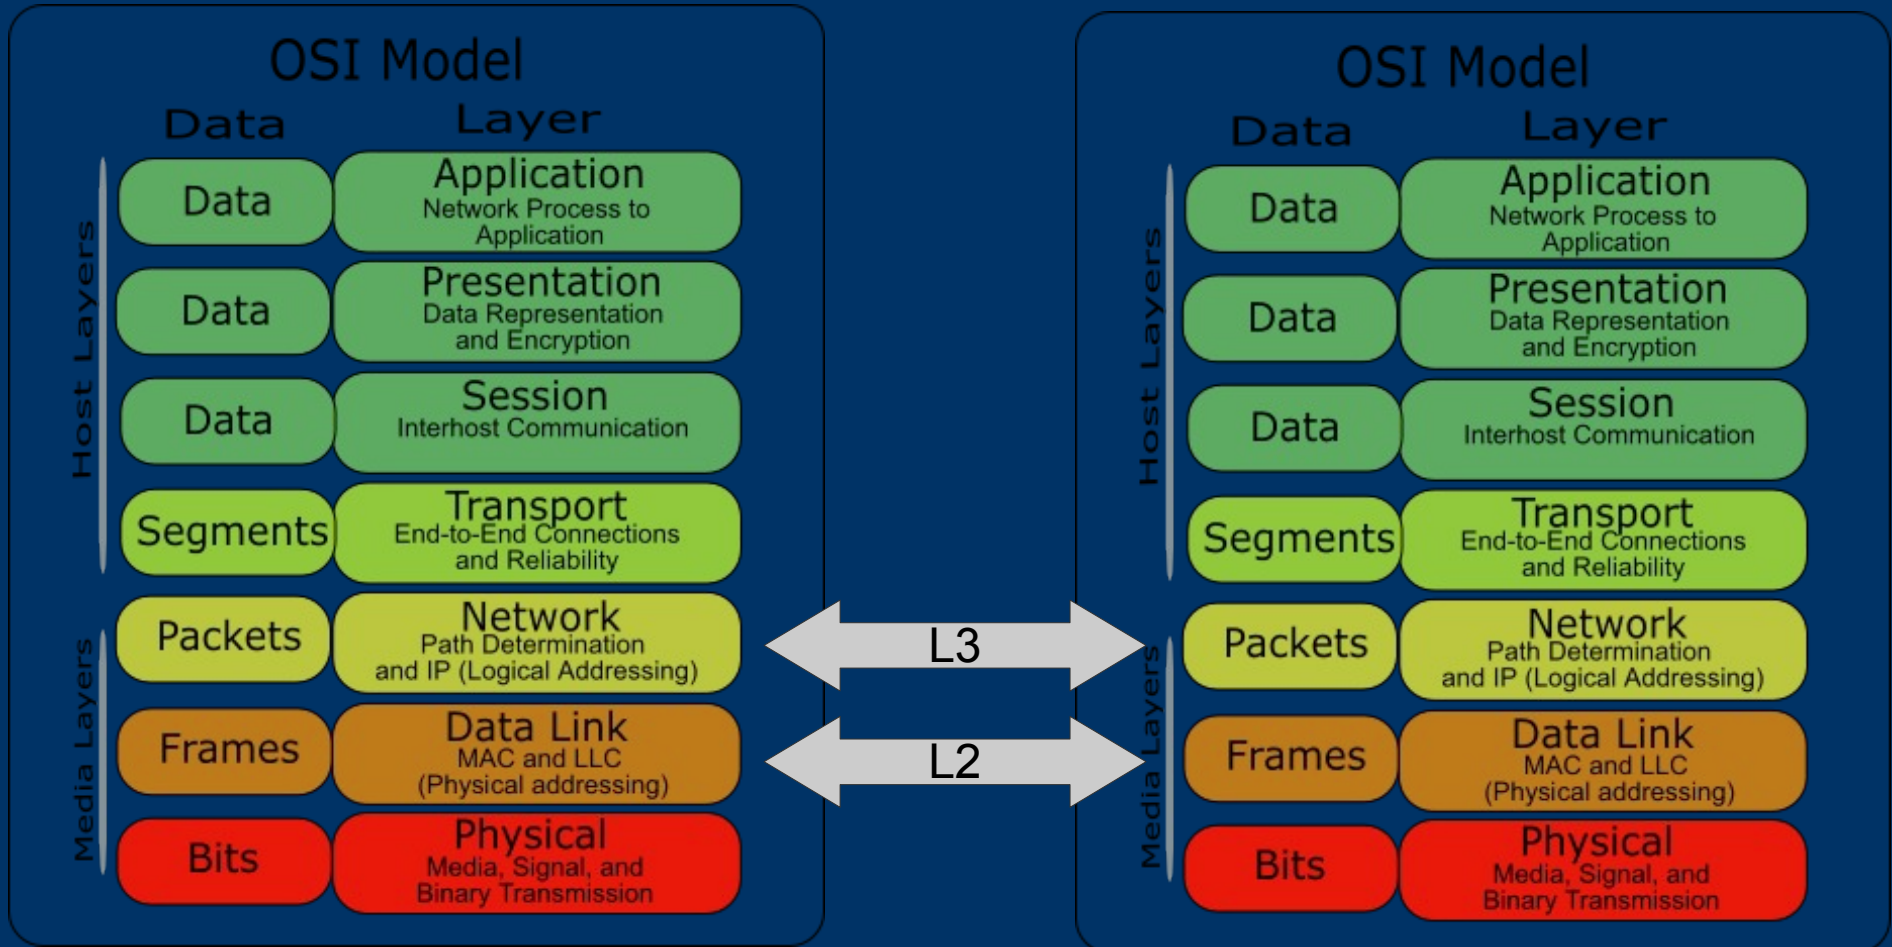 OSI Model
Data
Layer
Host Layers
Data
Application
Network Process to
Application
Data
Presentation
Data Representation
and Encryption
Data
Session
Interhost Communication
Segments
Transport
End-to-End Connections
and Reliability
Media Layers
Packets
Network
Path Determination
and IP (Logical Addressing)
Frames
Data Link
MAC and LLC
(Physical addressing)
Bits
Physical
Media, Signal, and
Binary Transmission
L3
L2
OSI Model
Data
Layer
Host Layers
Data
Application
Network Process to
Application
Data
Presentation
Data Representation
and Encryption
Data
Session
Interhost Communication
Segments
Transport
End-to-End Connections
and Reliability
Media Layers
Packets
Network
Path Determination
and IP (Logical Addressing)
Frames
Data Link
MAC and LLC
(Physical addressing)
Bits
Physical
Media, Signal, and
Binary Transmission